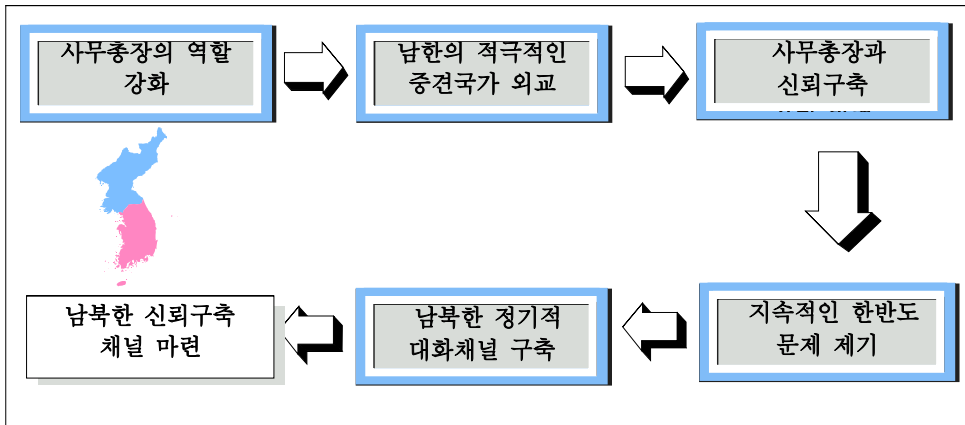 사무총장의 역할
강화
남한의 적극적인
중견국가 외교
사무총장과
신뢰구축
지속적인 한반도
문제 제기
남북한 정기적
대화채널 구축
남북한 신뢰구축
채널 마련